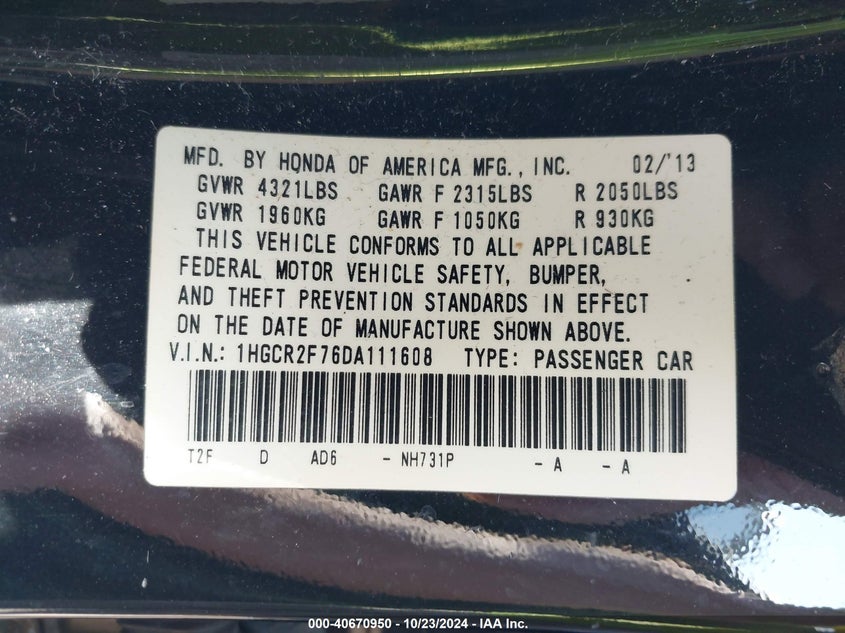 MFD. BY HONDA OF AMERICA MFG., INC. 02/'13
GVWR 4321LBS GAWR F 2315LBS R 2050LBS
GVWR 1960KG GAWR F 1050KG R 930KG
THIS VEHICLE CONFORMS TO ALL APPLICABLE
FEDERAL MOTOR VEHICLE SAFETY, BUMPER,
AND THEFT PREVENTION STANDARDS IN EFFECT
ON THE DATE OF MANUFACTURE SHOWN ABOVE.
V.I.N.: 1HGCR2F76DA111608 TYPE: PASSENGER CAR
T2F D AD6 - NH731P - A - A
000-40670950 - 10/23/2024 - IAA Inc.